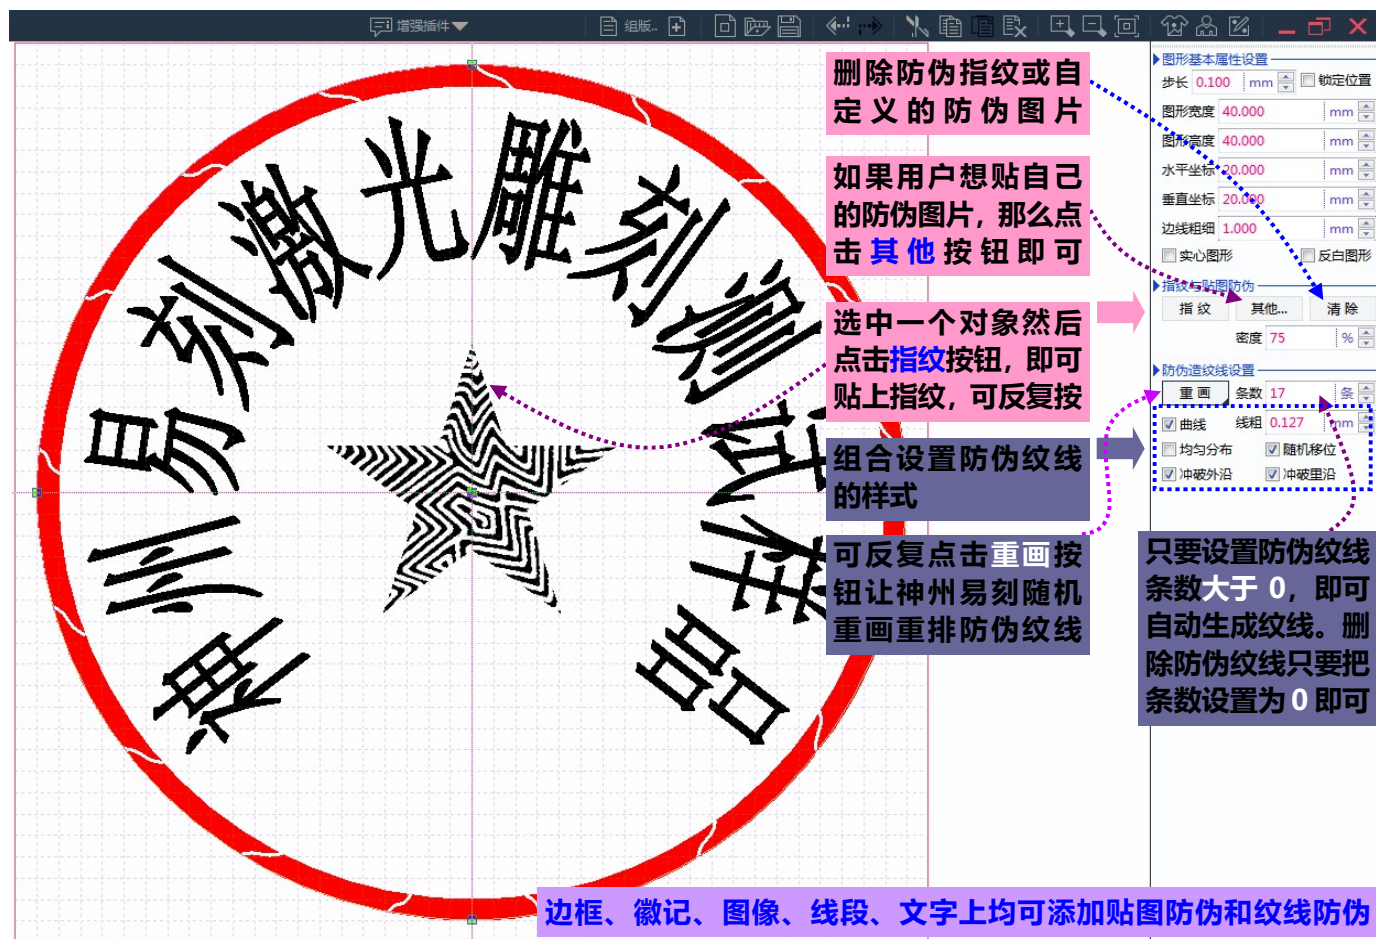 增强插件
组版..
神州易刻激光雕刻测试样品
删除防伪指纹或自
定义的防伪图片
如果用户想贴自己
的防伪图片，那么点
击其他按钮即可
选中一个对象然后
点击指纹按钮，即可
贴上指纹，可反复按
组合设置防伪纹线
的样式
可反复点击重画按
钮让神州易刻随机
重画重排防伪纹线
图形基本属性设置
步长 0.100 mm 锁定位置
图形宽度 40.000 mm
图形高度 40.000 mm
水平坐标 20.000 mm
垂直坐标 20.000 mm
边线粗细 1.000 mm
实心图形 反白图形
指纹与贴图防伪
指纹 其他... 清除
密度 75 %
防伪造纹线设置
重画 条数 17 条
曲线 线粗 0.127 mm
均匀分布 随机移位
冲破外沿 冲破里沿
只要设置防伪纹线
条数大于 0，即可
自动生成纹线。删
除防伪纹线只要把
条数设置为 0 即可
边框、徽记、图像、线段、文字上均可添加贴图防伪和纹线防伪